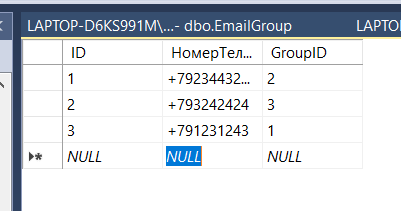 LAPTOP-D6KS991M\...- dbo.EmailGroup LAPTOP
ID НомерТел... GroupID
1 +79234432... 2
2 +793242424 3
3 +791231243 1
NULL NULL NULL